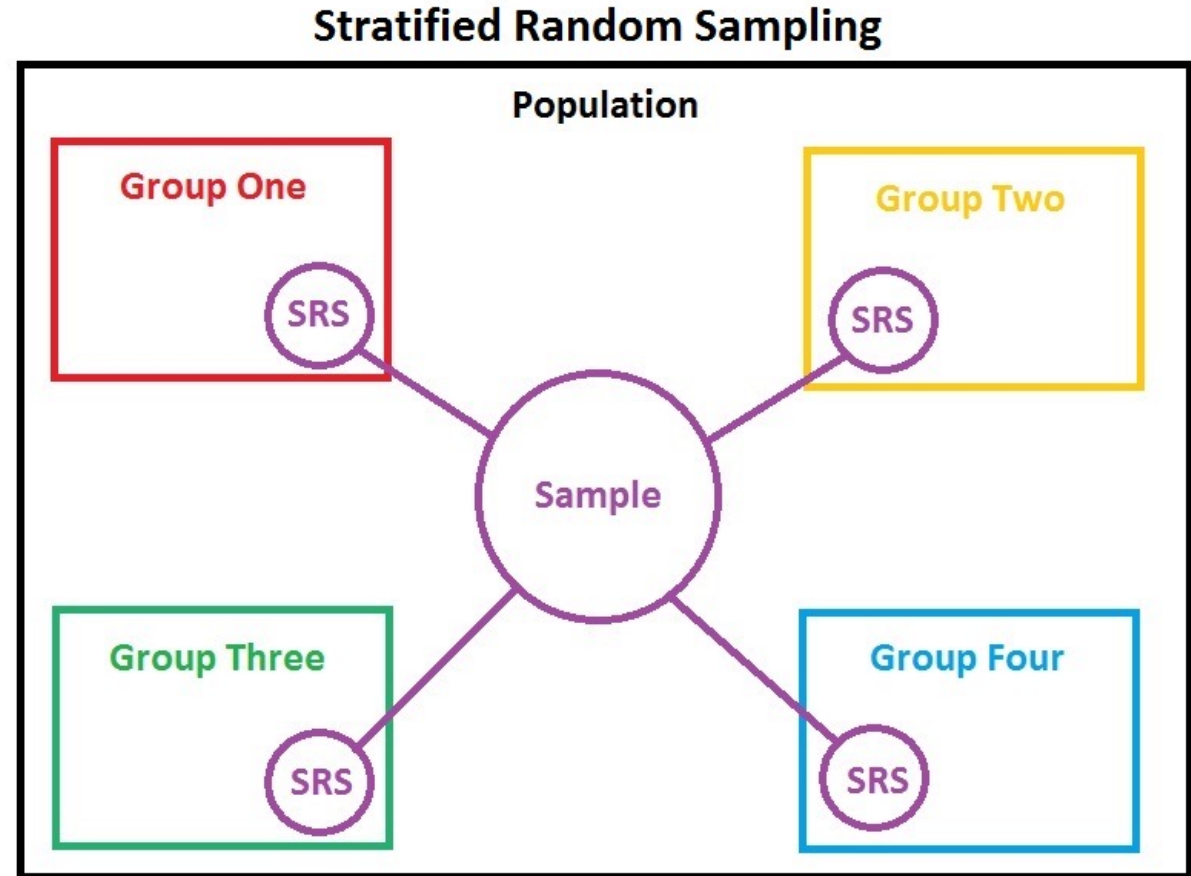 Stratified Random Sampling
Population
Group One
Group Two
SRS
SRS
Sample
Group Three
Group Four
SRS
SRS